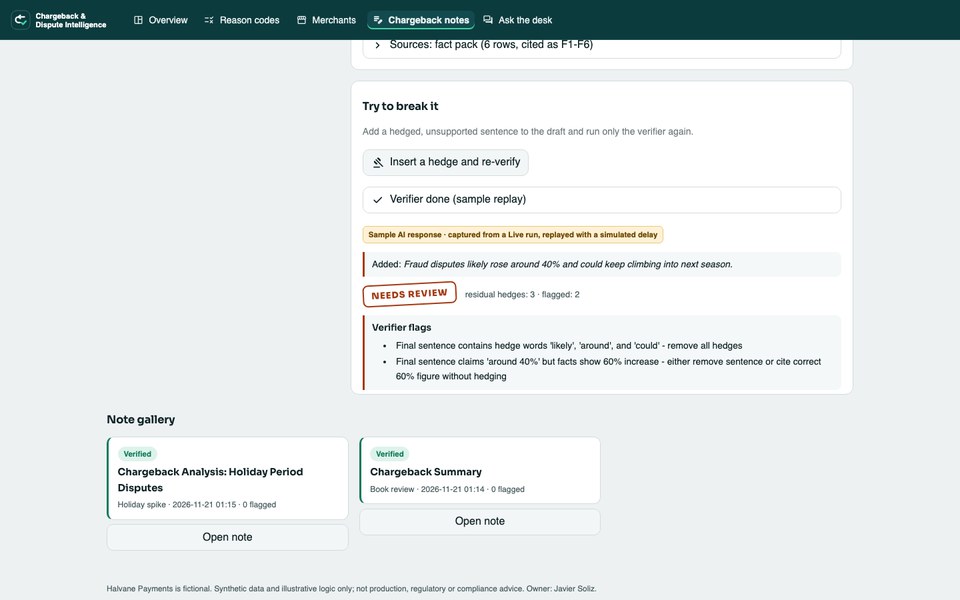 Chargeback &
Dispute Intelligence
Overview
Reason codes
Merchants
Chargeback notes
Ask the desk
Sources: fact pack (6 rows, cited as F1-F6)
Try to break it
Add a hedged, unsupported sentence to the draft and run only the verifier again.
Insert a hedge and re-verify
Verifier done (sample replay)
Sample AI response · captured from a Live run, replayed with a simulated delay
Added: Fraud disputes likely rose around 40% and could keep climbing into next season.
NEEDS REVIEW
residual hedges: 3 · flagged: 2
Verifier flags
• Final sentence contains hedge words 'likely', 'around', and 'could' - remove all hedges
• Final sentence claims 'around 40%' but facts show 60% increase - either remove sentence or cite correct
60% figure without hedging
Note gallery
Verified
Chargeback Analysis: Holiday Period
Disputes
Holiday spike · 2026-11-21 01:15 · 0 flagged
Open note
Verified
Chargeback Summary
Book review · 2026-11-21 01:14 · 0 flagged
Open note
Halvane Payments is fictional. Synthetic data and illustrative logic only; not production, regulatory or compliance advice. Owner: Javier Soliz.